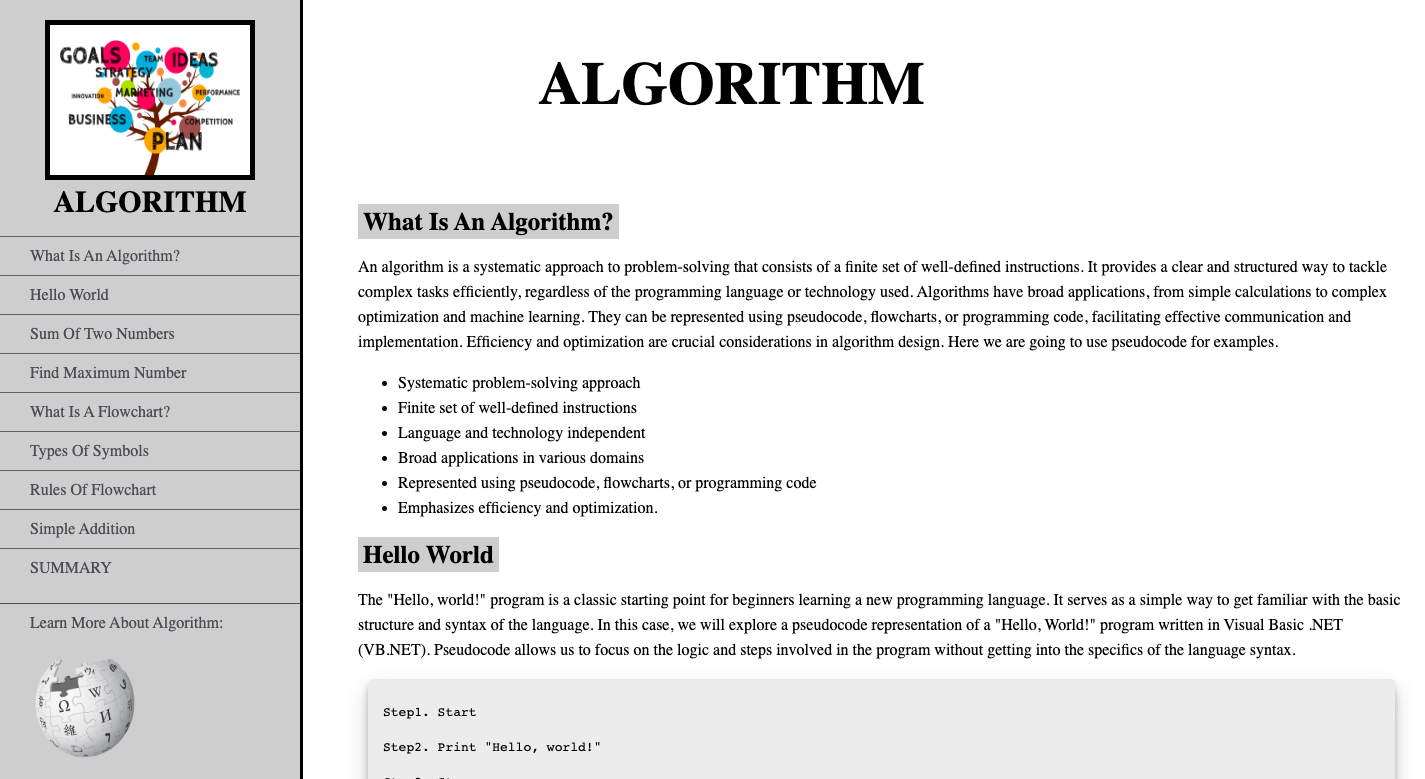 GOALS
TEAM
IDEAS
STRATEGY
INNOVATION
MARKETING
PERFORMANCE
BUSINESS
COMPETITION
PLAN
ALGORITHM
What Is An Algorithm?
Hello World
Sum Of Two Numbers
Find Maximum Number
What Is A Flowchart?
Types Of Symbols
Rules Of Flowchart
Simple Addition
SUMMARY
Learn More About Algorithm:
Ω
W
И
維
ALGORITHM
What Is An Algorithm?
An algorithm is a systematic approach to problem-solving that consists of a finite set of well-defined instructions. It provides a clear and structured way to tackle
complex tasks efficiently, regardless of the programming language or technology used. Algorithms have broad applications, from simple calculations to complex
optimization and machine learning. They can be represented using pseudocode, flowcharts, or programming code, facilitating effective communication and
implementation. Efficiency and optimization are crucial considerations in algorithm design. Here we are going to use pseudocode for examples.
• Systematic problem-solving approach
• Finite set of well-defined instructions
• Language and technology independent
• Broad applications in various domains
• Represented using pseudocode, flowcharts, or programming code
• Emphasizes efficiency and optimization.
Hello World
The "Hello, world!" program is a classic starting point for beginners learning a new programming language. It serves as a simple way to get familiar with the basic
structure and syntax of the language. In this case, we will explore a pseudocode representation of a "Hello, World!" program written in Visual Basic .NET
(VB.NET). Pseudocode allows us to focus on the logic and steps involved in the program without getting into the specifics of the language syntax.
Step1. Start
Step2. Print "Hello, world!"